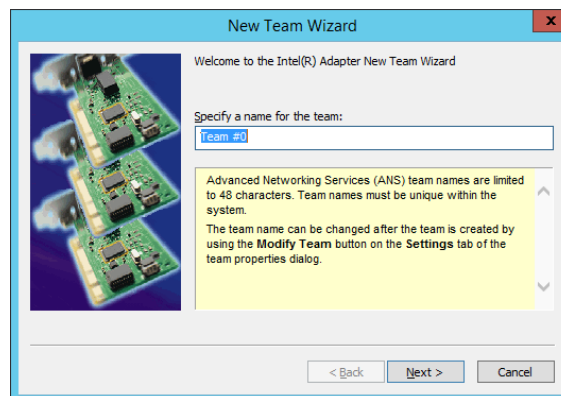 New Team Wizard
x
Welcome to the Intel(R) Adapter New Team Wizard
Specify a name for the team:
Team #0
Advanced Networking Services (ANS) team names are limited
to 48 characters. Team names must be unique within the
system.
The team name can be changed after the team is created by
using the Modify Team button on the Settings tab of the
team properties dialog.
< Back
Next >
Cancel